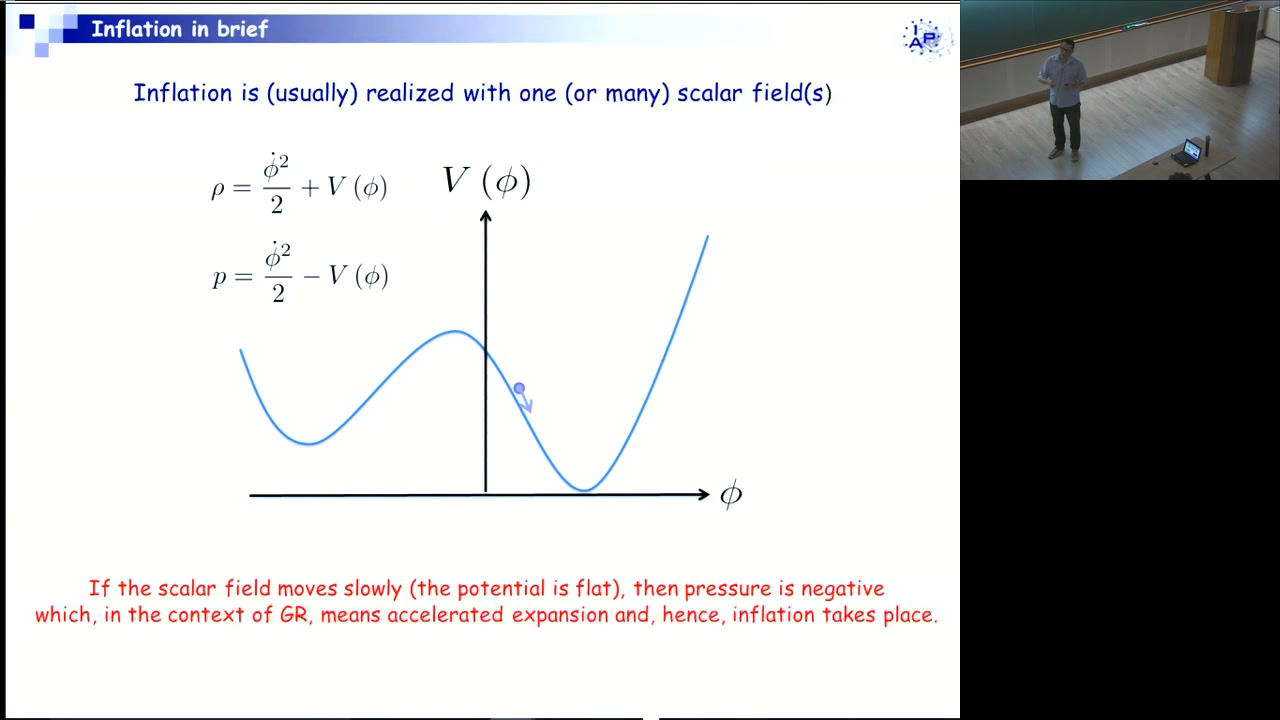 Inflation in brief
IAP
Inflation is (usually) realized with one (or many) scalar field(s)
ρ = φ̇²/2 + V (φ)
V (φ)
p = φ̇²/2 − V (φ)
φ
If the scalar field moves slowly (the potential is flat), then pressure is negative
which, in the context of GR, means accelerated expansion and, hence, inflation takes place.